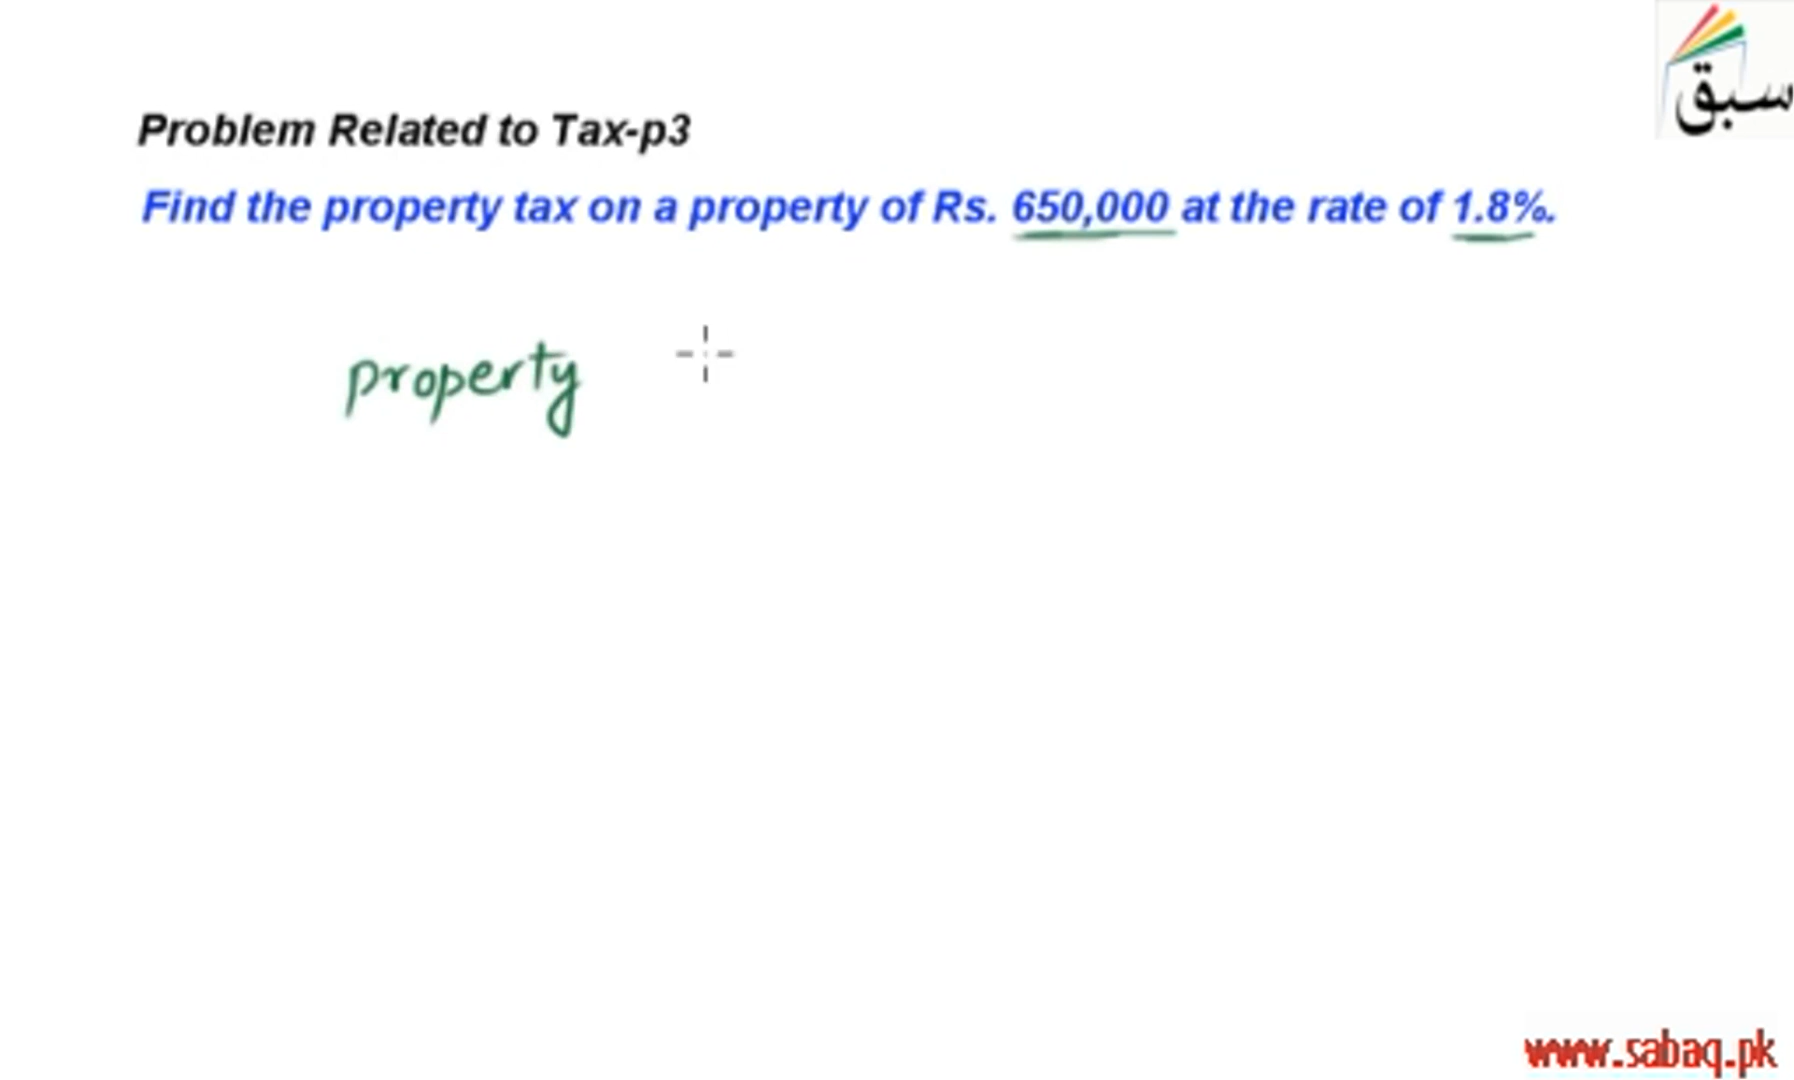 سبق
Problem Related to Tax-p3
Find the property tax on a property of Rs. 650,000 at the rate of 1.8%.
property
www.sabaq.pk